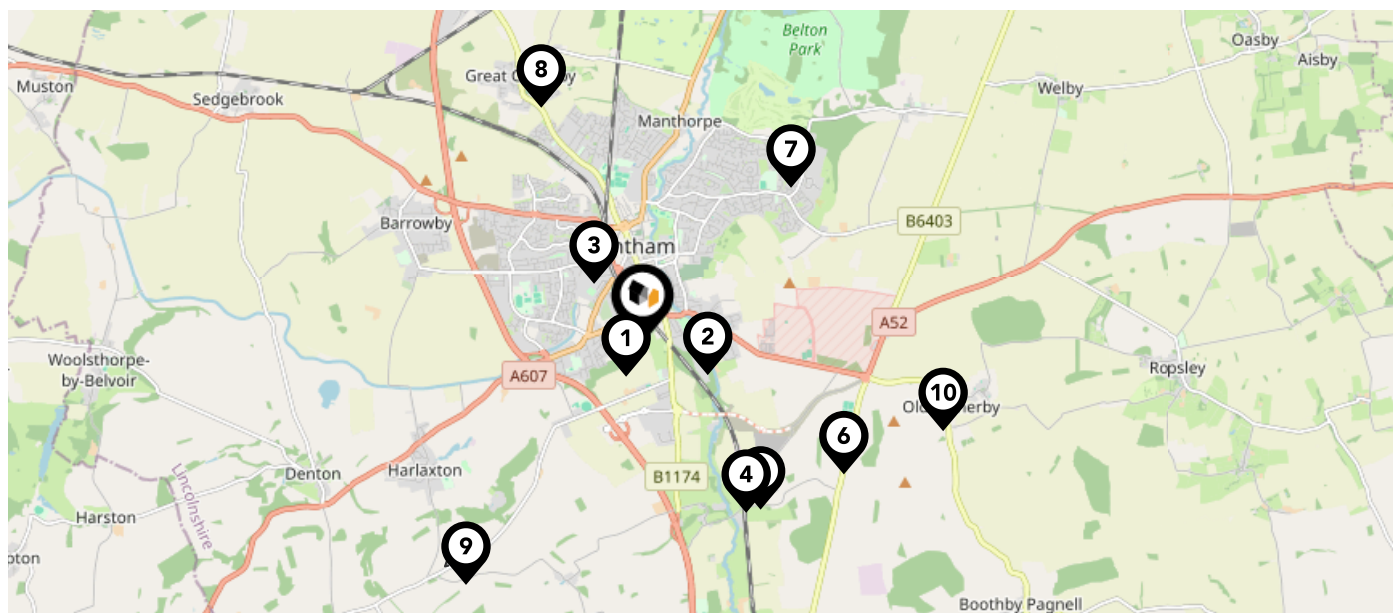 Belton
Park
Oasby
Aisby
8
Great
by
Muston
Sedgebrook
Welby
Manthorpe
7
Barrowby
B6403
3
ntham
A52
1
2
Woolsthorpe-
by-Belvoir
A607
Ropsley
10
Old
erby
6
Harlaxton
Denton
B1174
4
Lincolnshire
Harston
9
Boothby Pagnell